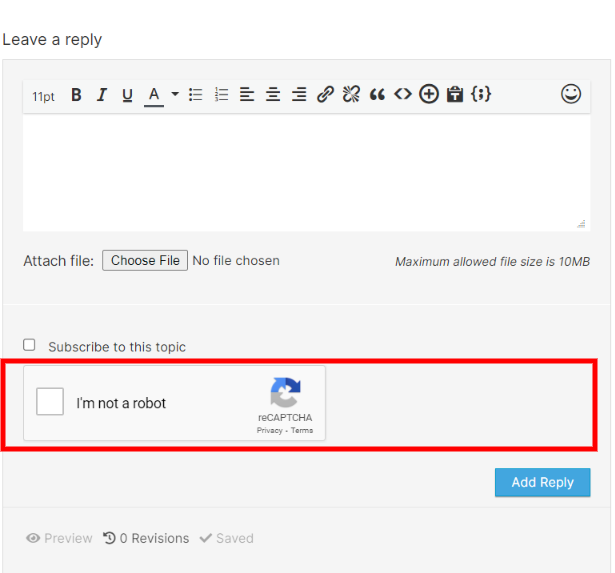 Leave a reply
11pt B I U A
Attach file: Choose File No file chosen Maximum allowed file size is 10MB
Subscribe to this topic
I'm not a robot
reCAPTCHA
Privacy - Terms
Add Reply
Preview 0 Revisions Saved